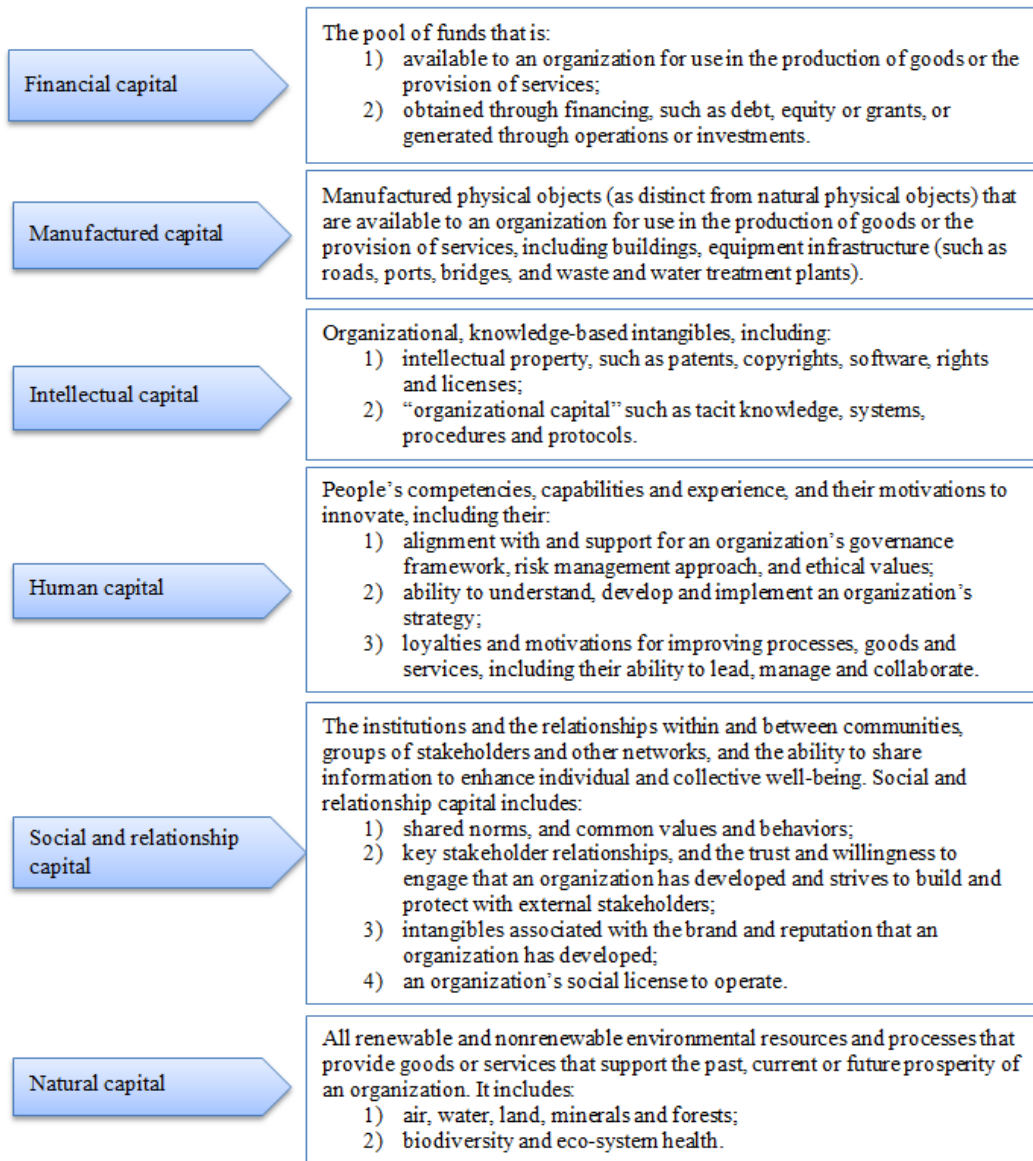 Financial capital
The pool of funds that is:
1) available to an organization for use in the production of goods or the
provision of services;
2) obtained through financing, such as debt, equity or grants, or
generated through operations or investments.
Manufactured capital
Manufactured physical objects (as distinct from natural physical objects) that
are available to an organization for use in the production of goods or the
provision of services, including buildings, equipment infrastructure (such as
roads, ports, bridges, and waste and water treatment plants).
Intellectual capital
Organizational, knowledge-based intangibles, including:
1) intellectual property, such as patents, copyrights, software, rights
and licenses;
2) “organizational capital” such as tacit knowledge, systems,
procedures and protocols.
Human capital
People’s competencies, capabilities and experience, and their motivations to
innovate, including their:
1) alignment with and support for an organization’s governance
framework, risk management approach, and ethical values;
2) ability to understand, develop and implement an organization’s
strategy;
3) loyalties and motivations for improving processes, goods and
services, including their ability to lead, manage and collaborate.
Social and relationship
capital
The institutions and the relationships within and between communities,
groups of stakeholders and other networks, and the ability to share
information to enhance individual and collective well-being. Social and
relationship capital includes:
1) shared norms, and common values and behaviors;
2) key stakeholder relationships, and the trust and willingness to
engage that an organization has developed and strives to build and
protect with external stakeholders;
3) intangibles associated with the brand and reputation that an
organization has developed;
4) an organization’s social license to operate.
Natural capital
All renewable and nonrenewable environmental resources and processes that
provide goods or services that support the past, current or future prosperity of
an organization. It includes:
1) air, water, land, minerals and forests;
2) biodiversity and eco-system health.